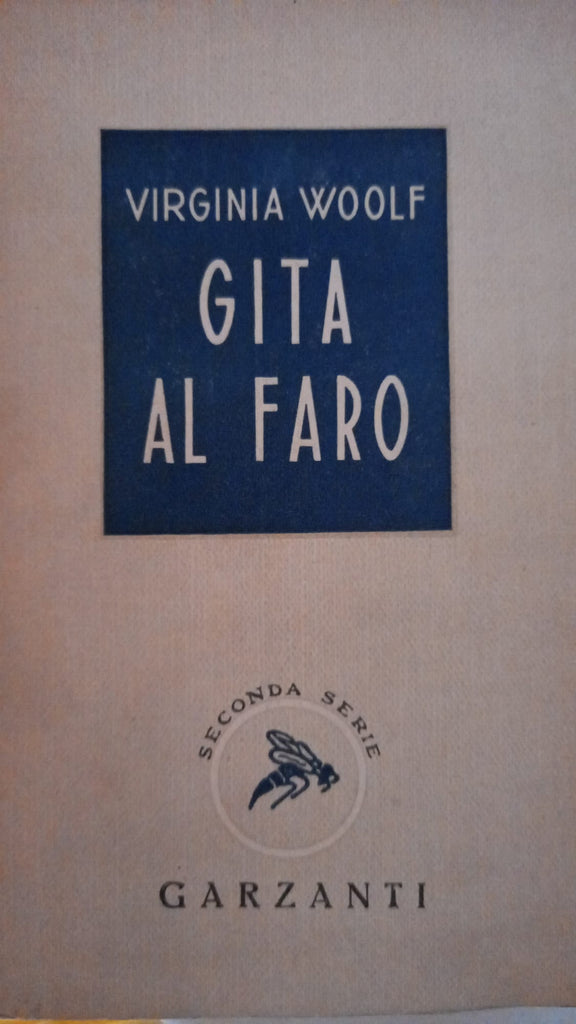 VIRGINIA WOOLF
GITA
AL FARO
SECONDA SERIE
GARZANTI